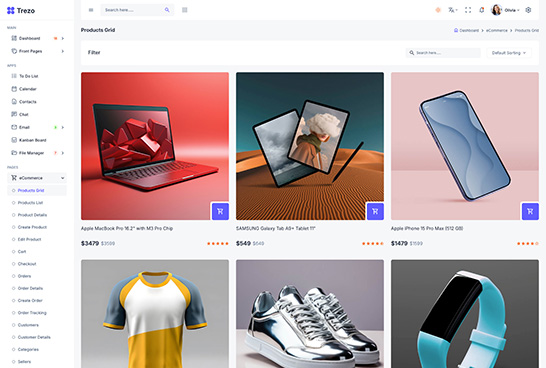 Trezo
Search here.....
Olivia
MAIN
Dashboard
Front Pages
APPS
To Do List
Calendar
Contacts
Chat
Email
Kanban Board
File Manager
PAGES
eCommerce
Products Grid
Products List
Product Details
Create Product
Edit Product
Cart
Checkout
Orders
Order Details
Create Order
Order Tracking
Customers
Customer Details
Categories
Sellers
Products Grid
Dashboard
eCommerce
Products Grid
Filter
Search here.....
Default Sorting
Apple MacBook Pro 16.2" with M3 Pro Chip
$3479 $3599
SAMSUNG Galaxy Tab A9+ Tablet 11"
$549 $649
Apple iPhone 15 Pro Max (512 GB)
$1479 $1599